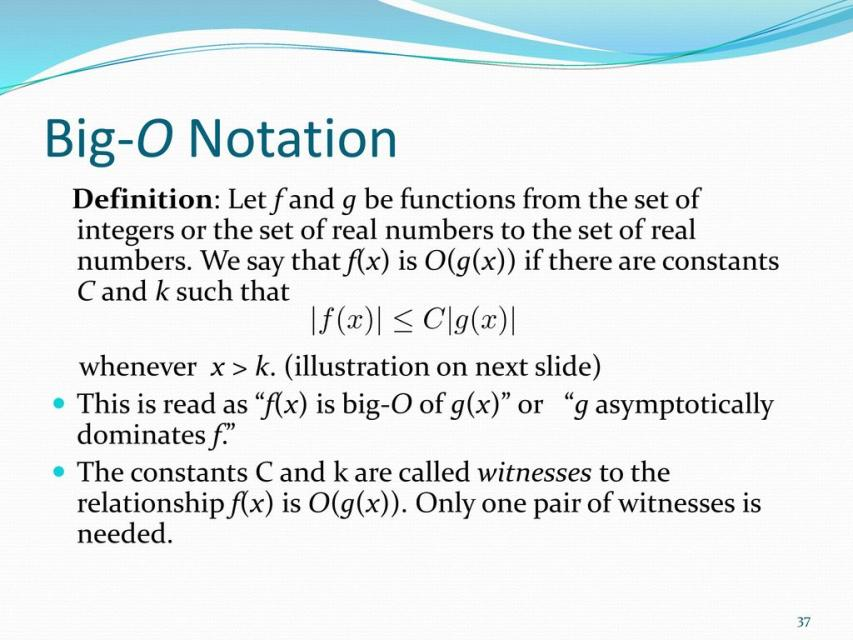 Big-O Notation
Definition: Let f and g be functions from the set of
integers or the set of real numbers to the set of real
numbers. We say that f(x) is O(g(x)) if there are constants
C and k such that
|f(x)| ≤ C|g(x)|
whenever x > k. (illustration on next slide)
• This is read as “f(x) is big-O of g(x)” or “g asymptotically
dominates f.”
• The constants C and k are called witnesses to the
relationship f(x) is O(g(x)). Only one pair of witnesses is
needed.
37